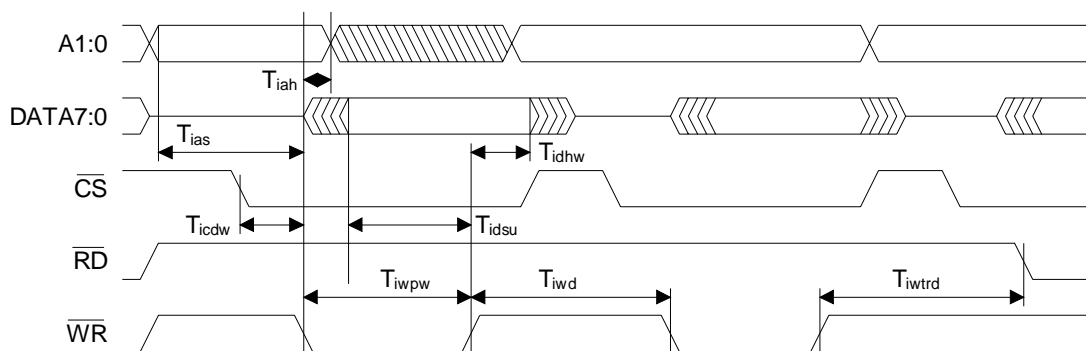 A1:0
Tiah
DATA7:0
Tias
Tidhw
CS
Ticdw
Tidsu
RD
Tiwpw
Tiwd
Tiwtrd
WR